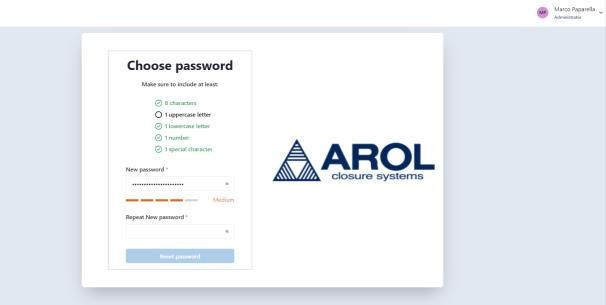 MP
Marco Paparella
Administrator
Choose password
Make sure to include at least:
8 characters
1 uppercase letter
1 lowercase letter
1 number
1 special character
New password *
Medium
Repeat New password *
Reset password
AROL
closure systems